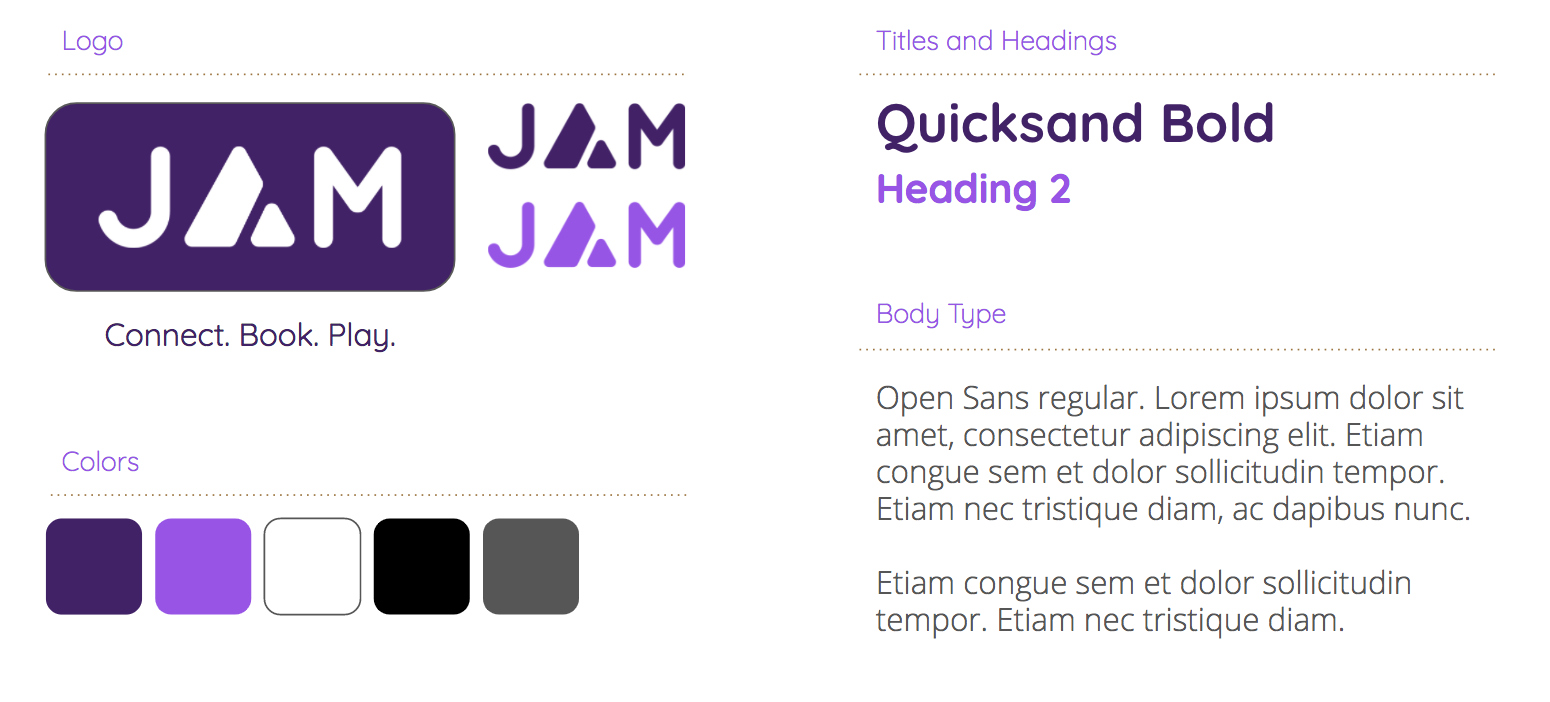 Logo
JAM
JAM
JAM
Connect. Book. Play.
Colors
Titles and Headings
Quicksand Bold
Heading 2
Body Type
Open Sans regular. Lorem ipsum dolor sit
amet, consectetur adipiscing elit. Etiam
congue sem et dolor sollicitudin tempor.
Etiam nec tristique diam, ac dapibus nunc.
Etiam congue sem et dolor sollicitudin
tempor. Etiam nec tristique diam.